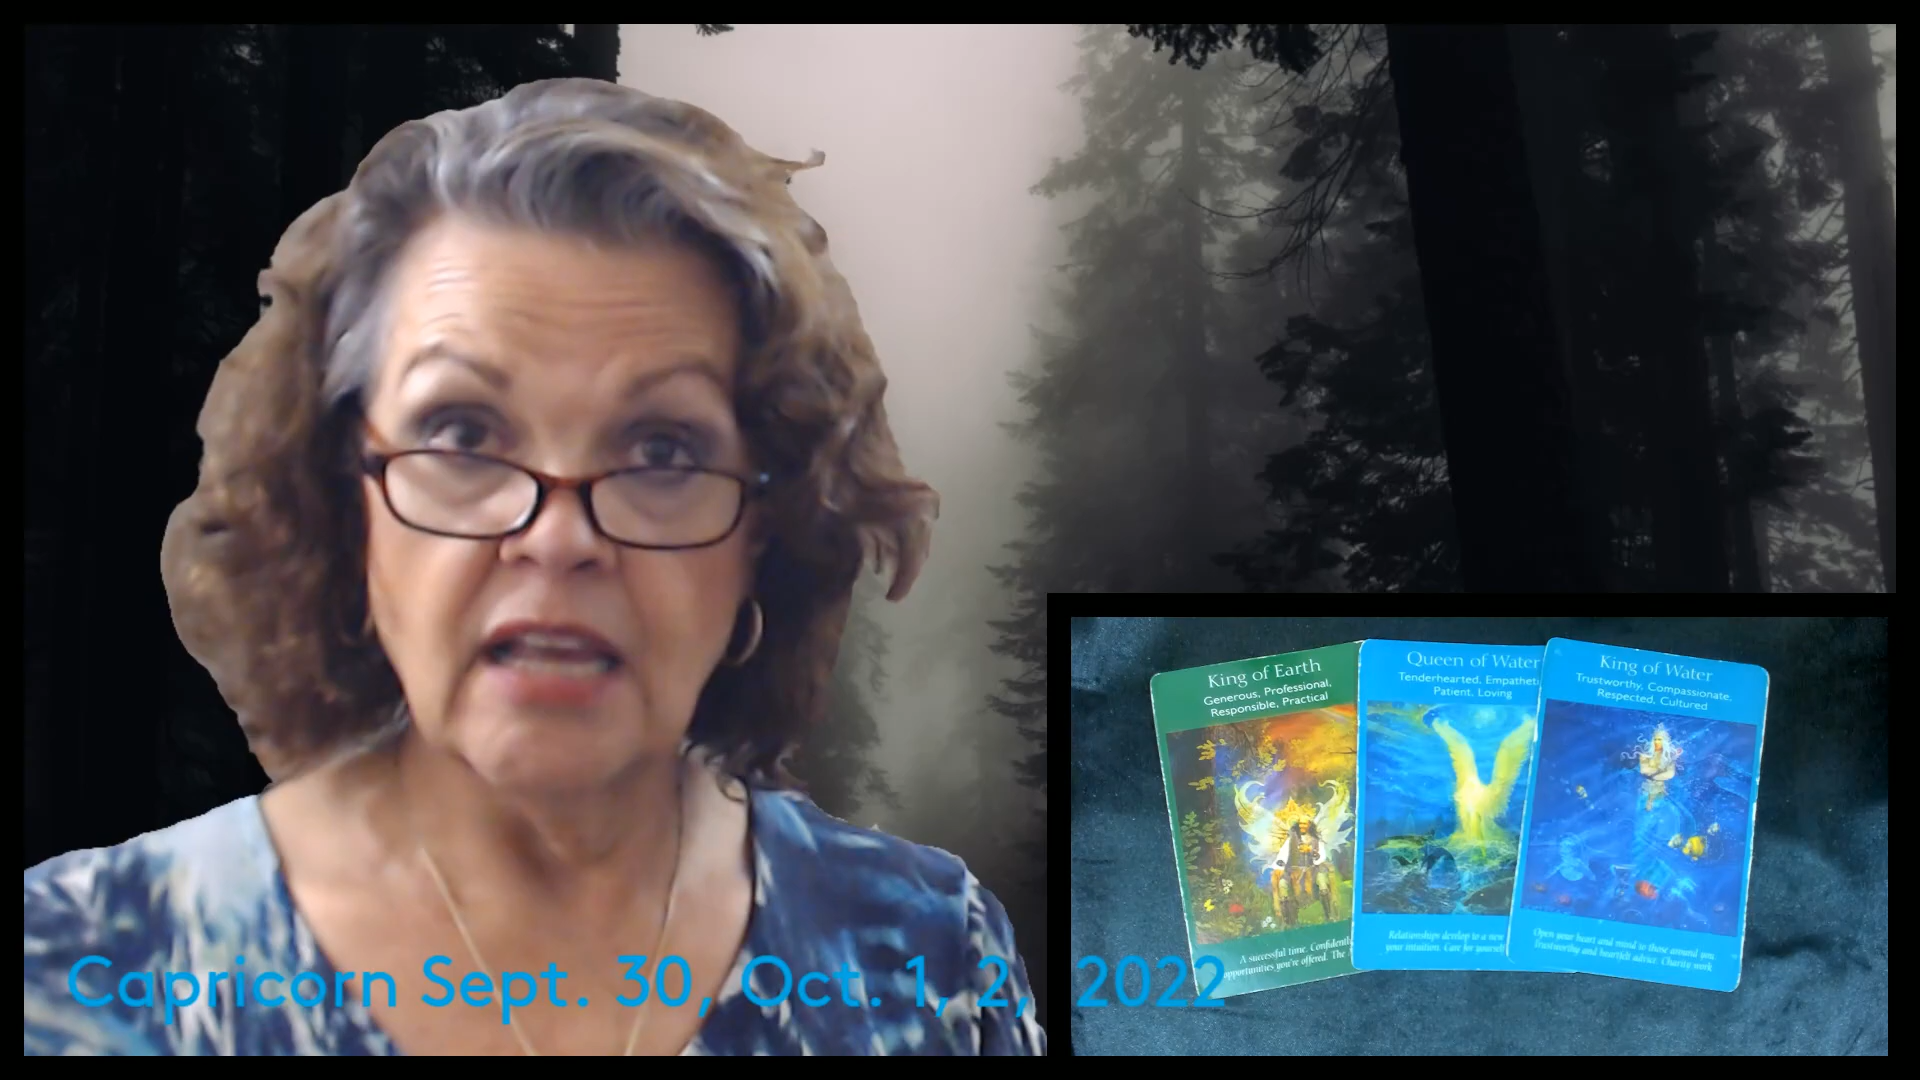 King of Earth
Generous, Professional,
Responsible, Practical
A successful time. Confidently
opportunities you're offered. The
Queen of Water
Tenderhearted, Empatheti
Patient, Loving
Relationships develop to a new
your intuition. Care for yourself
King of Water
Trustworthy, Compassionate,
Respected, Cultured
Open your heart and mind to those around you.
Trustworthy and heartfelt advice. Charity work
Capricorn Sept. 30, Oct. 1, 2, 2022